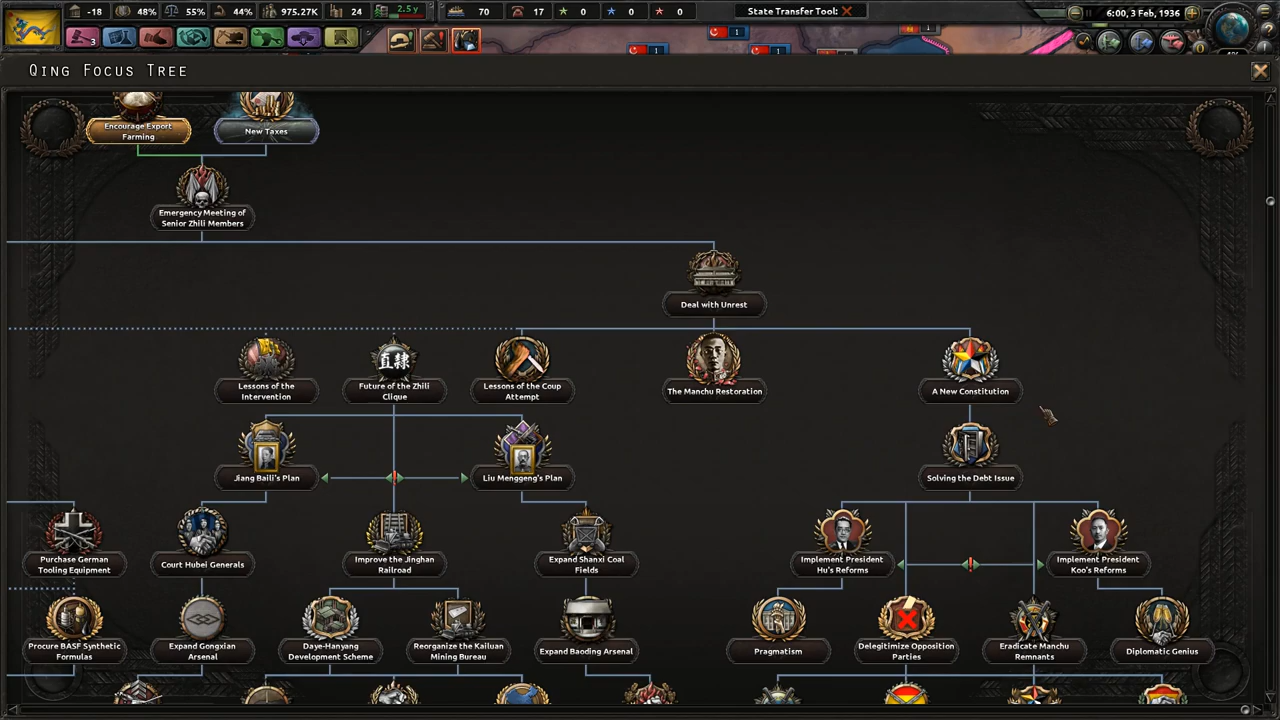 -18
48%
55%
44%
975.27K
24
2.5 y
70
17
0
0
0
State Transfer Tool:
6:00, 3 Feb, 1936
3
1
1
1
1
0
Qing Focus Tree
Encourage Export
Farming
New Taxes
Emergency Meeting of
Senior Zhili Members
Deal with Unrest
直隸
Lessons of the
Intervention
Future of the Zhili
Clique
Lessons of the Coup
Attempt
The Manchu Restoration
A New Constitution
Jiang Baili's Plan
Liu Menggeng's Plan
Solving the Debt Issue
Purchase German
Tooling Equipment
Court Hubei Generals
Improve the Jinghan
Railroad
Expand Shanxi Coal
Fields
Implement President
Hu's Reforms
Implement President
Koo's Reforms
Procure BASF Synthetic
Formulas
Expand Gongxian
Arsenal
Daye-Hanyang
Development Scheme
Reorganize the Kailuan
Mining Bureau
Expand Baoding Arsenal
Pragmatism
Delegitimize Opposition
Parties
Eradicate Manchu
Remnants
Diplomatic Genius